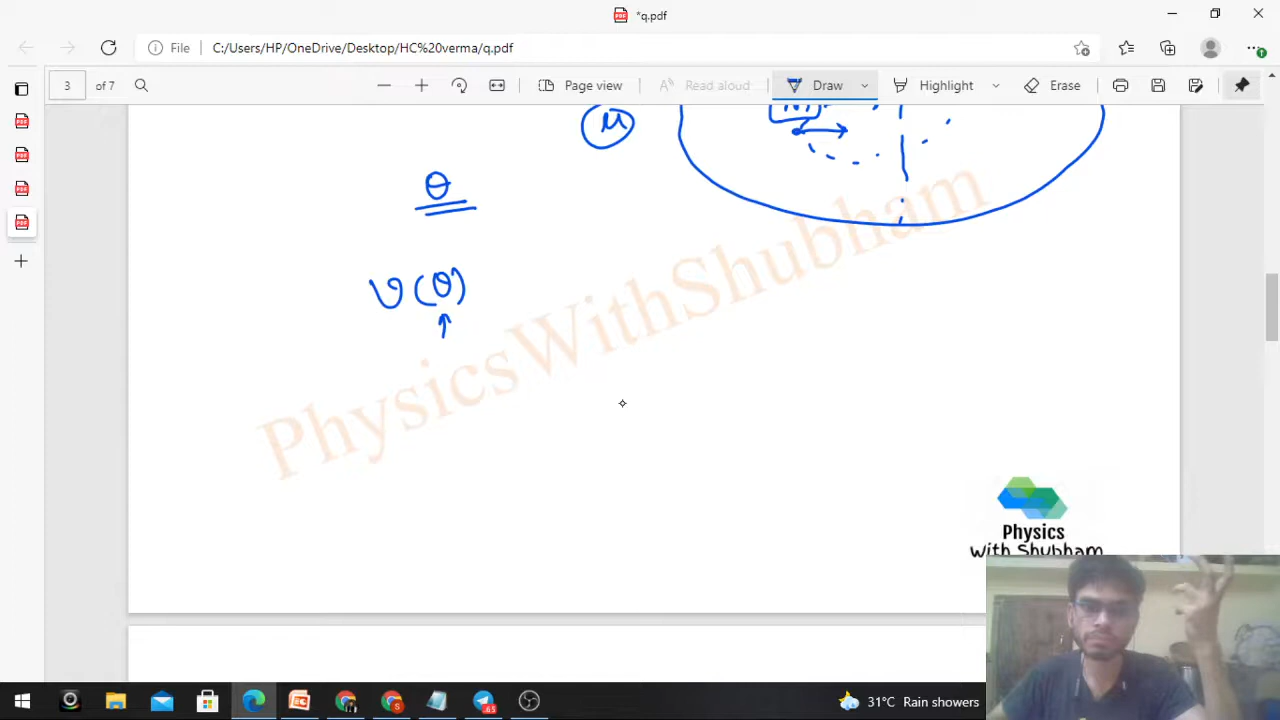 *q.pdf
File C:/Users/HP/OneDrive/Desktop/HC%20verma/q.pdf
3 of 7 Page view Read aloud Draw Highlight Erase
M
μ
θ
v(θ)
PhysicsWithShubham
Physics
With Shubham
31°C Rain showers